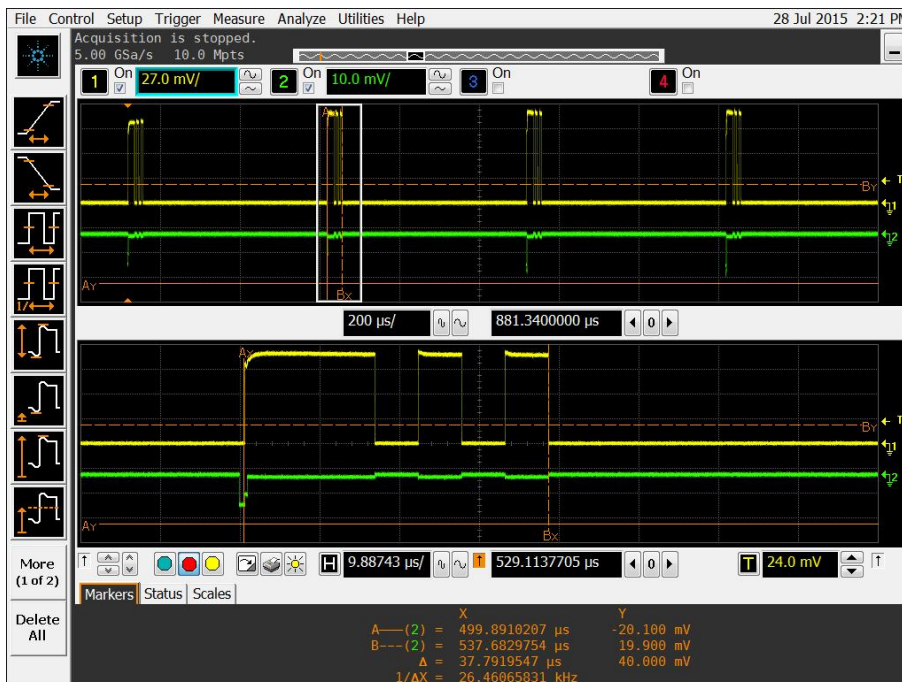 File Control Setup Trigger Measure Analyze Utilities Help 28 Jul 2015 2:21 PM
Acquisition is stopped.
5.00 GSa/s 10.0 Mpts
1 On 27.0 mV/ 2 On 10.0 mV/ 3 On 4 On
A
T
BY
1
2
AY
BX
1/
200 µs/ 881.3400000 µs 0
AX
T
BY
1
2
AY
BX
More
(1 of 2)
Delete
All
H 9.88743 µs/ 529.1137705 µs 0 T 24.0 mV
Markers Status Scales
X Y
A—(2) = 499.8910207 µs -20.100 mV
B---(2) = 537.6829754 µs 19.900 mV
Δ = 37.7919547 µs 40.000 mV
1/ΔX = 26.46065831 kHz